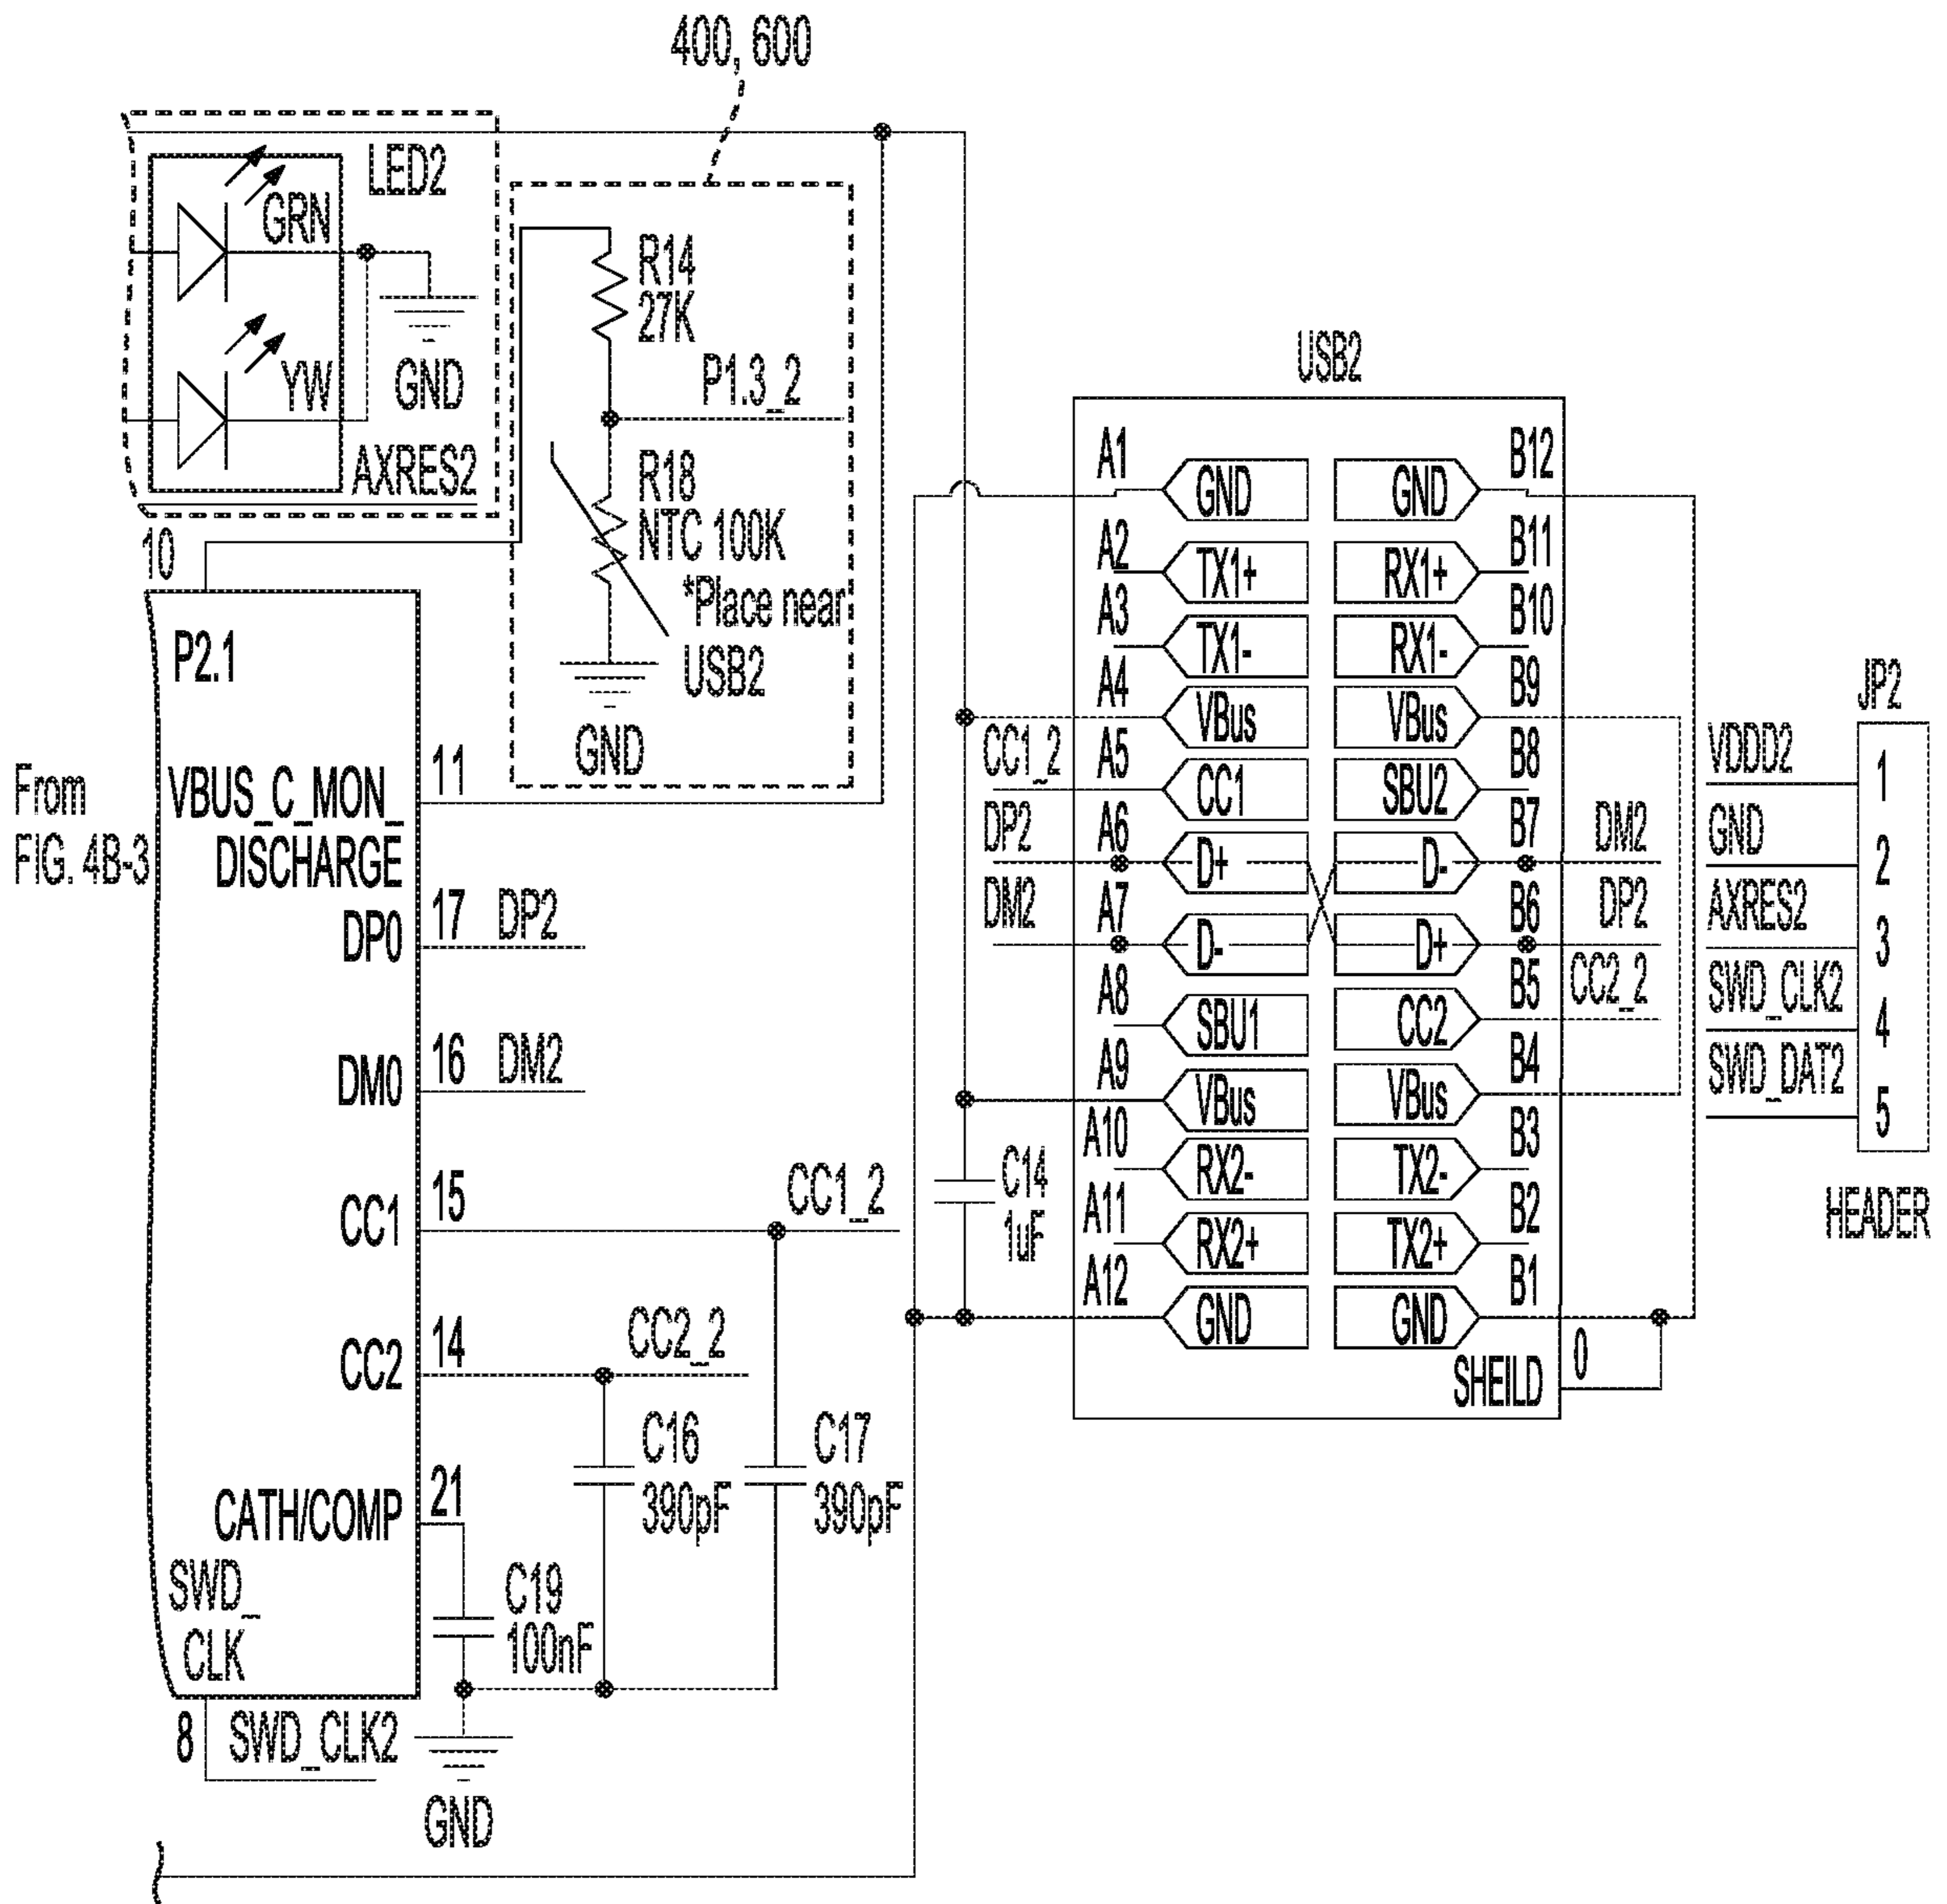 400, 600
LED2
GRN
YW
GND
AXRES2
R14
27K
P1.3_2
R18
NTC 100K
*Place near
USB2
GND
10
P2.1
From
FIG. 4B-3
VBUS_C_MON_
DISCHARGE
11
DP0
17
DP2
DM0
16
DM2
CC1
15
CC1_2
CC2
14
CC2_2
CATH/COMP
21
C16
390pF
C17
390pF
C19
100nF
SWD_
CLK
8
SWD_CLK2
GND
C14
1uF
USB2
A1
GND
GND
B12
A2
TX1+
RX1+
B11
A3
TX1-
RX1-
B10
A4
VBus
VBus
B9
CC1_2
A5
CC1
SBU2
B8
DP2
A6
D+
D-
B7
DM2
DM2
A7
D-
D+
B6
DP2
A8
SBU1
CC2
B5
CC2_2
A9
VBus
VBus
B4
A10
RX2-
TX2-
B3
A11
RX2+
TX2+
B2
A12
GND
GND
B1
SHEILD
0
JP2
VDDD2
1
GND
2
AXRES2
3
SWD_CLK2
4
SWD_DAT2
5
HEADER